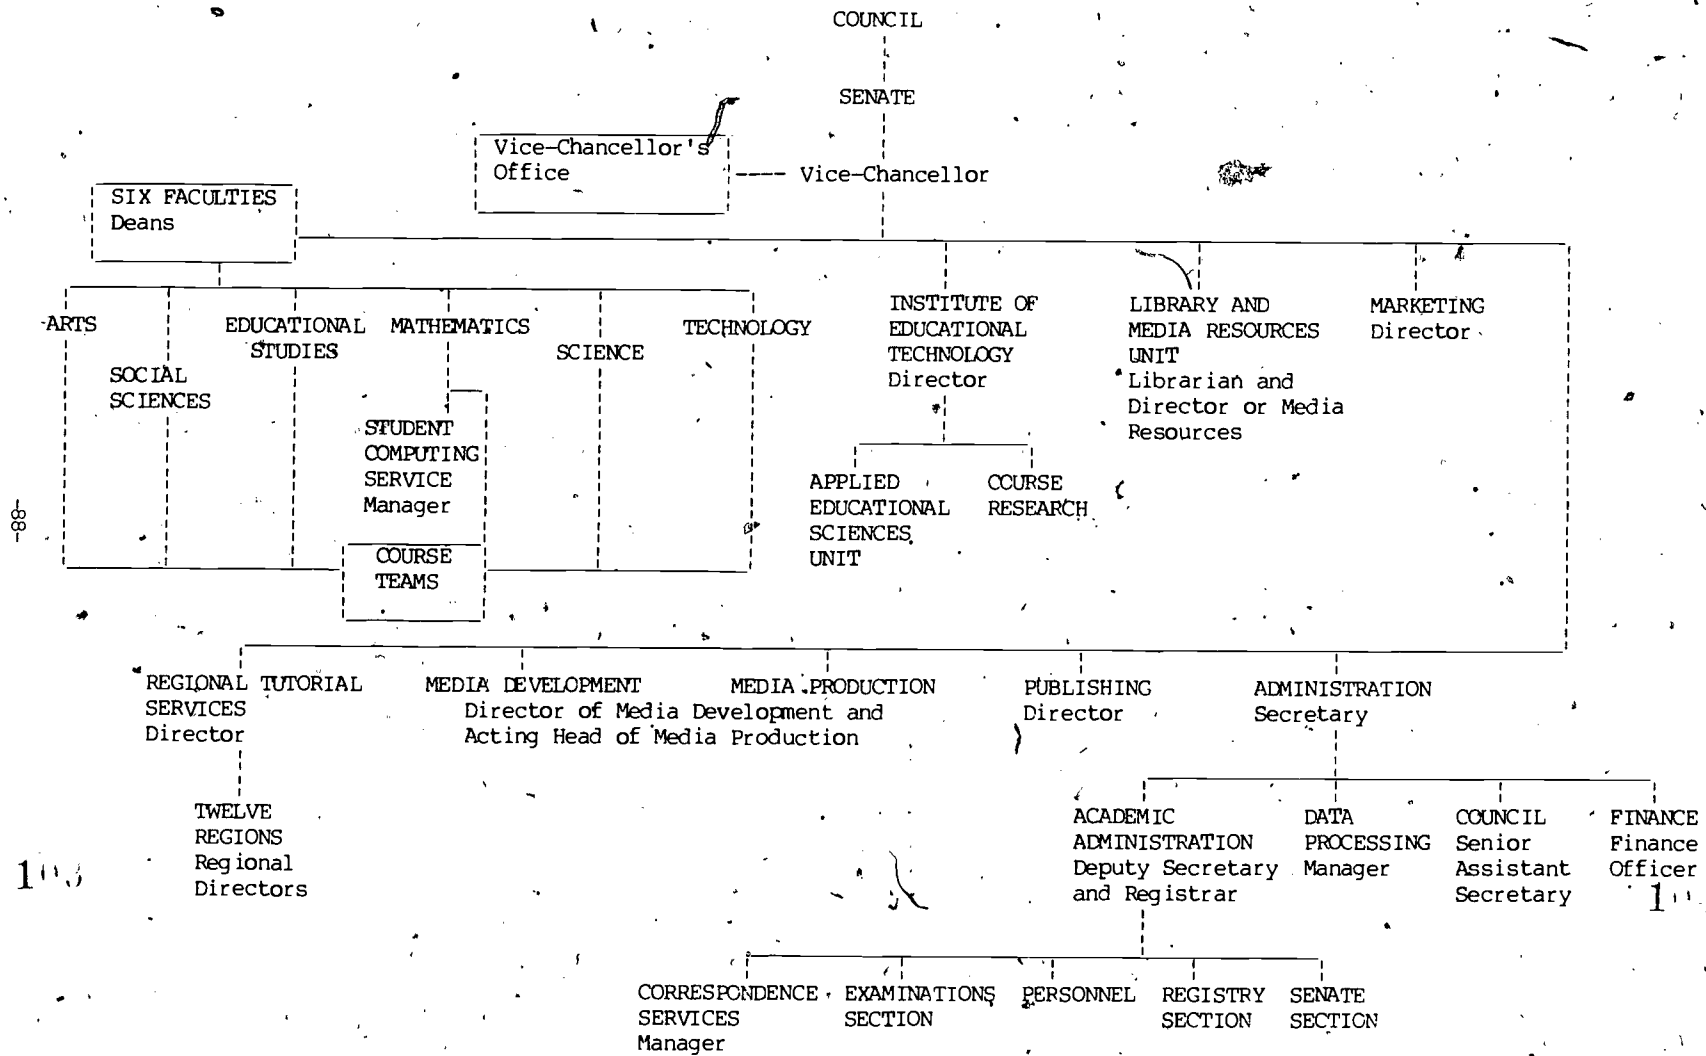 COUNCIL
SENATE
Vice-Chancellor's
Office
---- Vice-Chancellor
SIX FACULTIES
Deans
ARTS
SOCIAL
SCIENCES
EDUCATIONAL
STUDIES
MATHEMATICS
SCIENCE
TECHNOLOGY
STUDENT
COMPUTING
SERVICE
Manager
COURSE
TEAMS
INSTITUTE OF
EDUCATIONAL
TECHNOLOGY
Director
APPLIED
EDUCATIONAL
SCIENCES
UNIT
COURSE
RESEARCH
LIBRARY AND
MEDIA RESOURCES
UNIT
Librarian and
Director or Media
Resources
MARKETING
Director
-88-
REGIONAL TUTORIAL
SERVICES
Director
TWELVE
REGIONS
Regional
Directors
MEDIA DEVELOPMENT
MEDIA PRODUCTION
Director of Media Development and
Acting Head of Media Production
PUBLISHING
Director
ADMINISTRATION
Secretary
ACADEMIC
ADMINISTRATION
Deputy Secretary
and Registrar
DATA
PROCESSING
Manager
COUNCIL
Senior
Assistant
Secretary
FINANCE
Finance
Officer
CORRESPONDENCE
SERVICES
Manager
EXAMINATIONS
SECTION
PERSONNEL
REGISTRY
SECTION
SENATE
SECTION